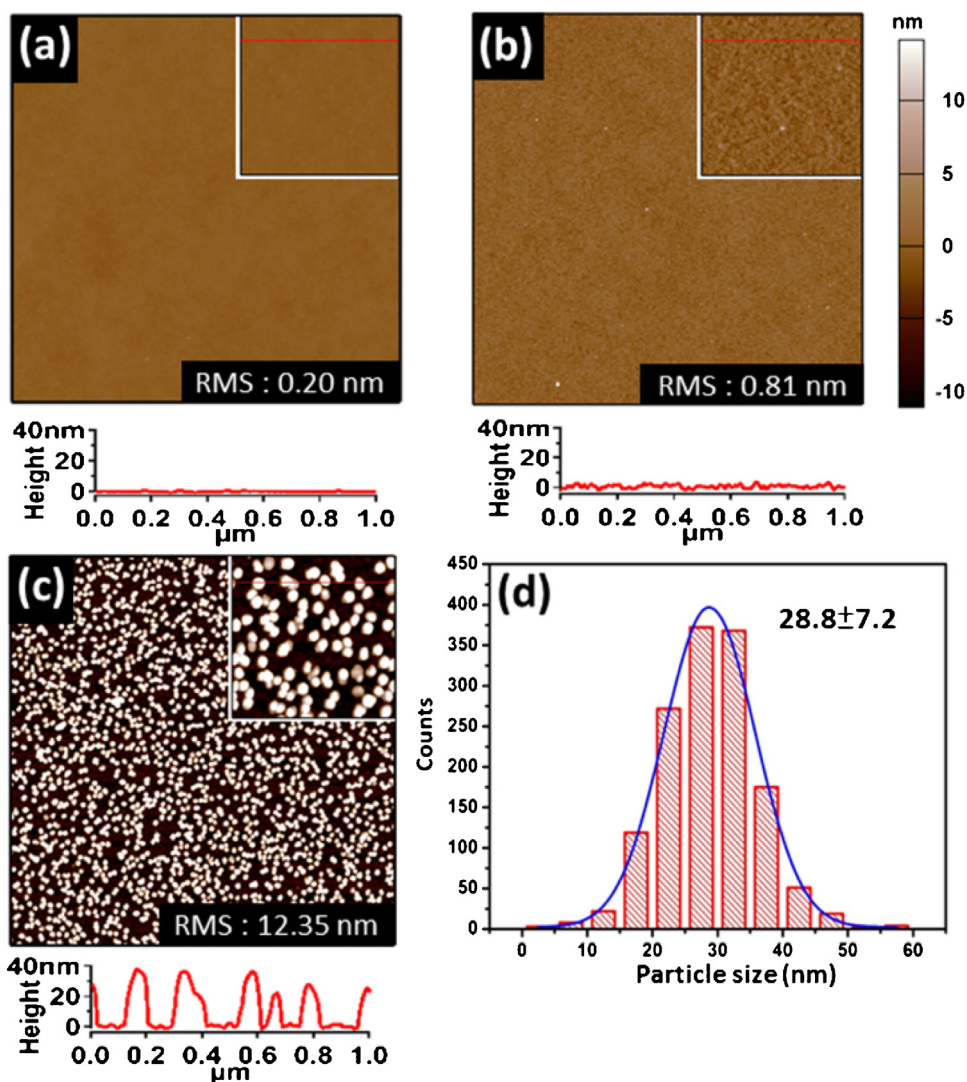 (a)
RMS : 0.20 nm
(b)
RMS : 0.81 nm
nm
10
5
0
-5
-10
40nm
20
0
Height
0.0 0.2 0.4 0.6 0.8 1.0
μm
40nm
20
0
Height
0.0 0.2 0.4 0.6 0.8 1.0
μm
(c)
RMS : 12.35 nm
40nm
20
0
Height
0.0 0.2 0.4 0.6 0.8 1.0
μm
(d)
28.8±7.2
450
400
350
300
250
200
150
100
50
0
Counts
0 10 20 30 40 50 60
Particle size (nm)